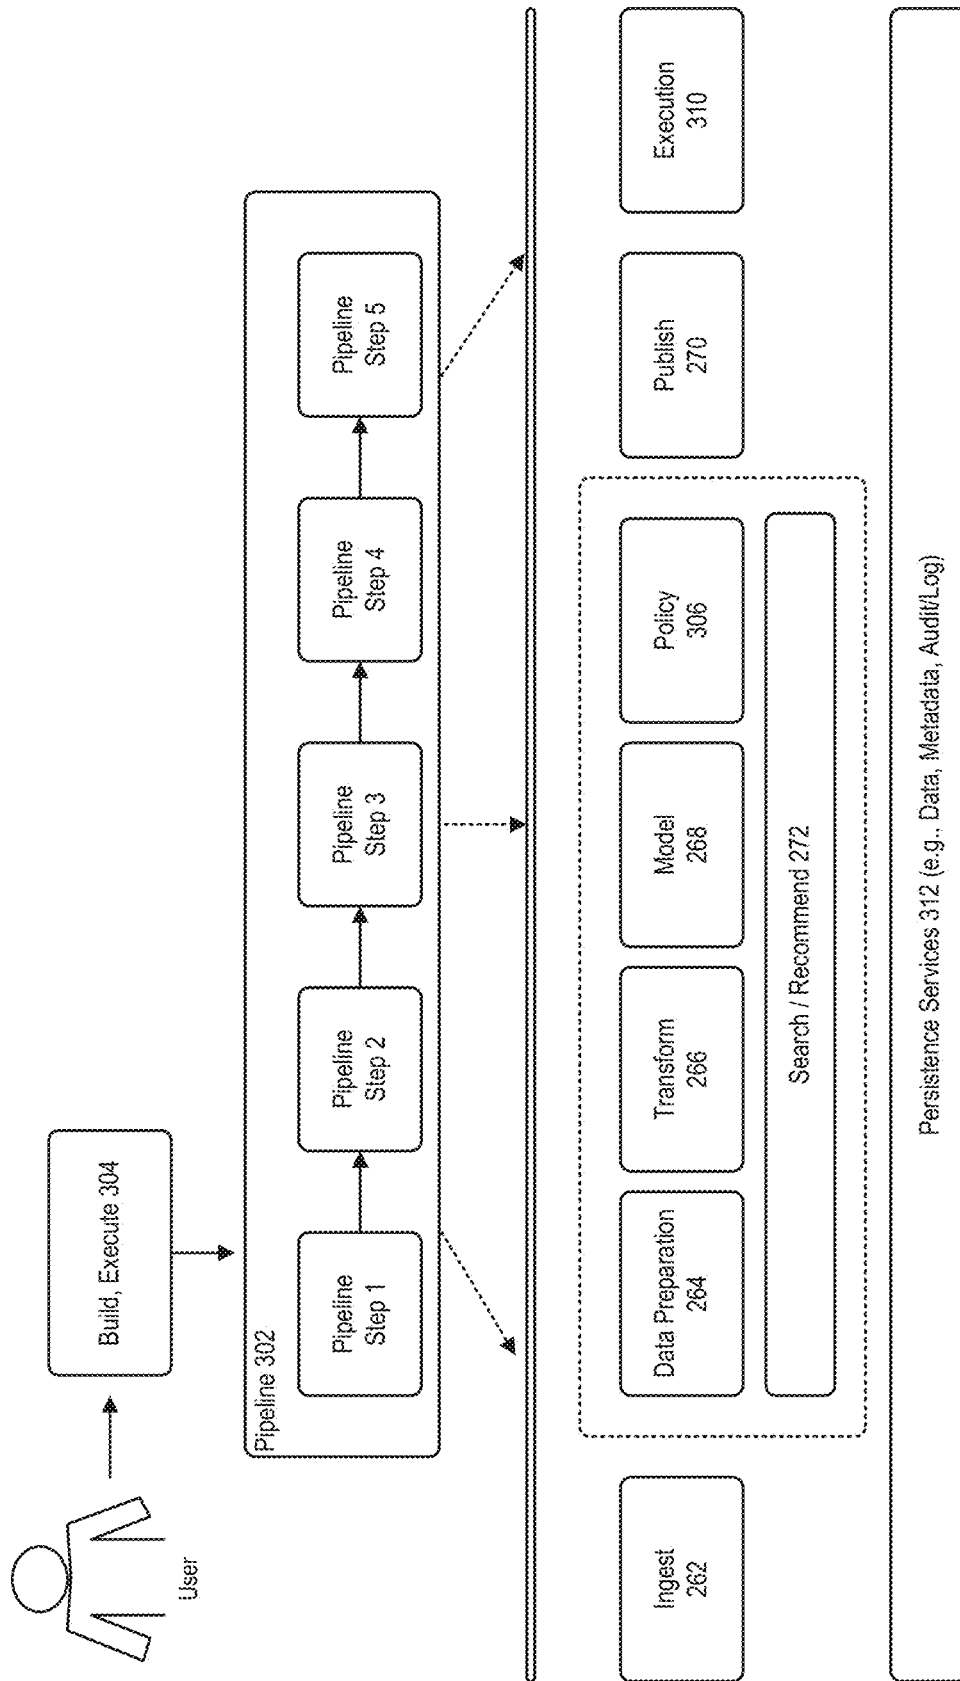 User
Build, Execute 304
Pipeline 302
Pipeline
Step 1
Pipeline
Step 2
Pipeline
Step 3
Pipeline
Step 4
Pipeline
Step 5
Ingest
262
Data Preparation
264
Transform
266
Model
268
Policy
306
Publish
270
Execution
310
Search / Recommend 272
Persistence Services 312 (e.g., Data, Metadata, Audit/Log)